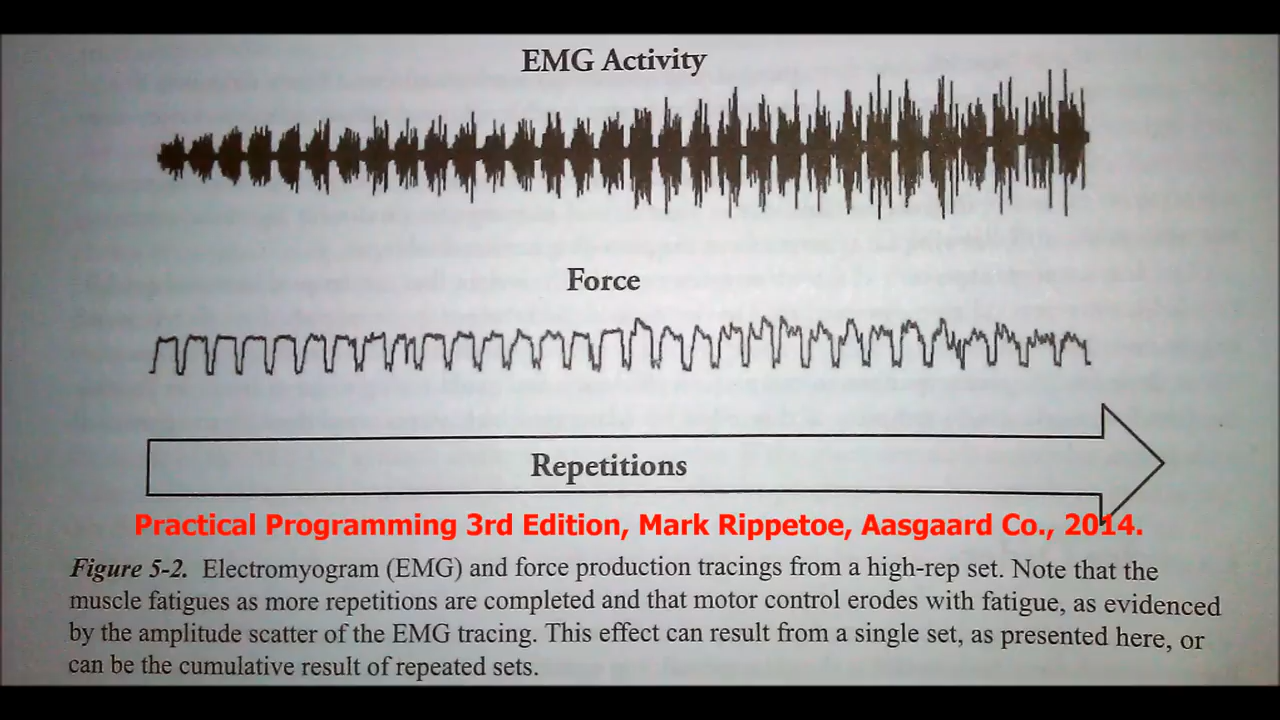 EMG Activity
Force
Repetitions
Practical Programming 3rd Edition, Mark Rippetoe, Aasgaard Co., 2014.
Figure 5-2. Electromyogram (EMG) and force production tracings from a high-rep set. Note that the
muscle fatigues as more repetitions are completed and that motor control erodes with fatigue, as evidenced
by the amplitude scatter of the EMG tracing. This effect can result from a single set, as presented here, or
can be the cumulative result of repeated sets.